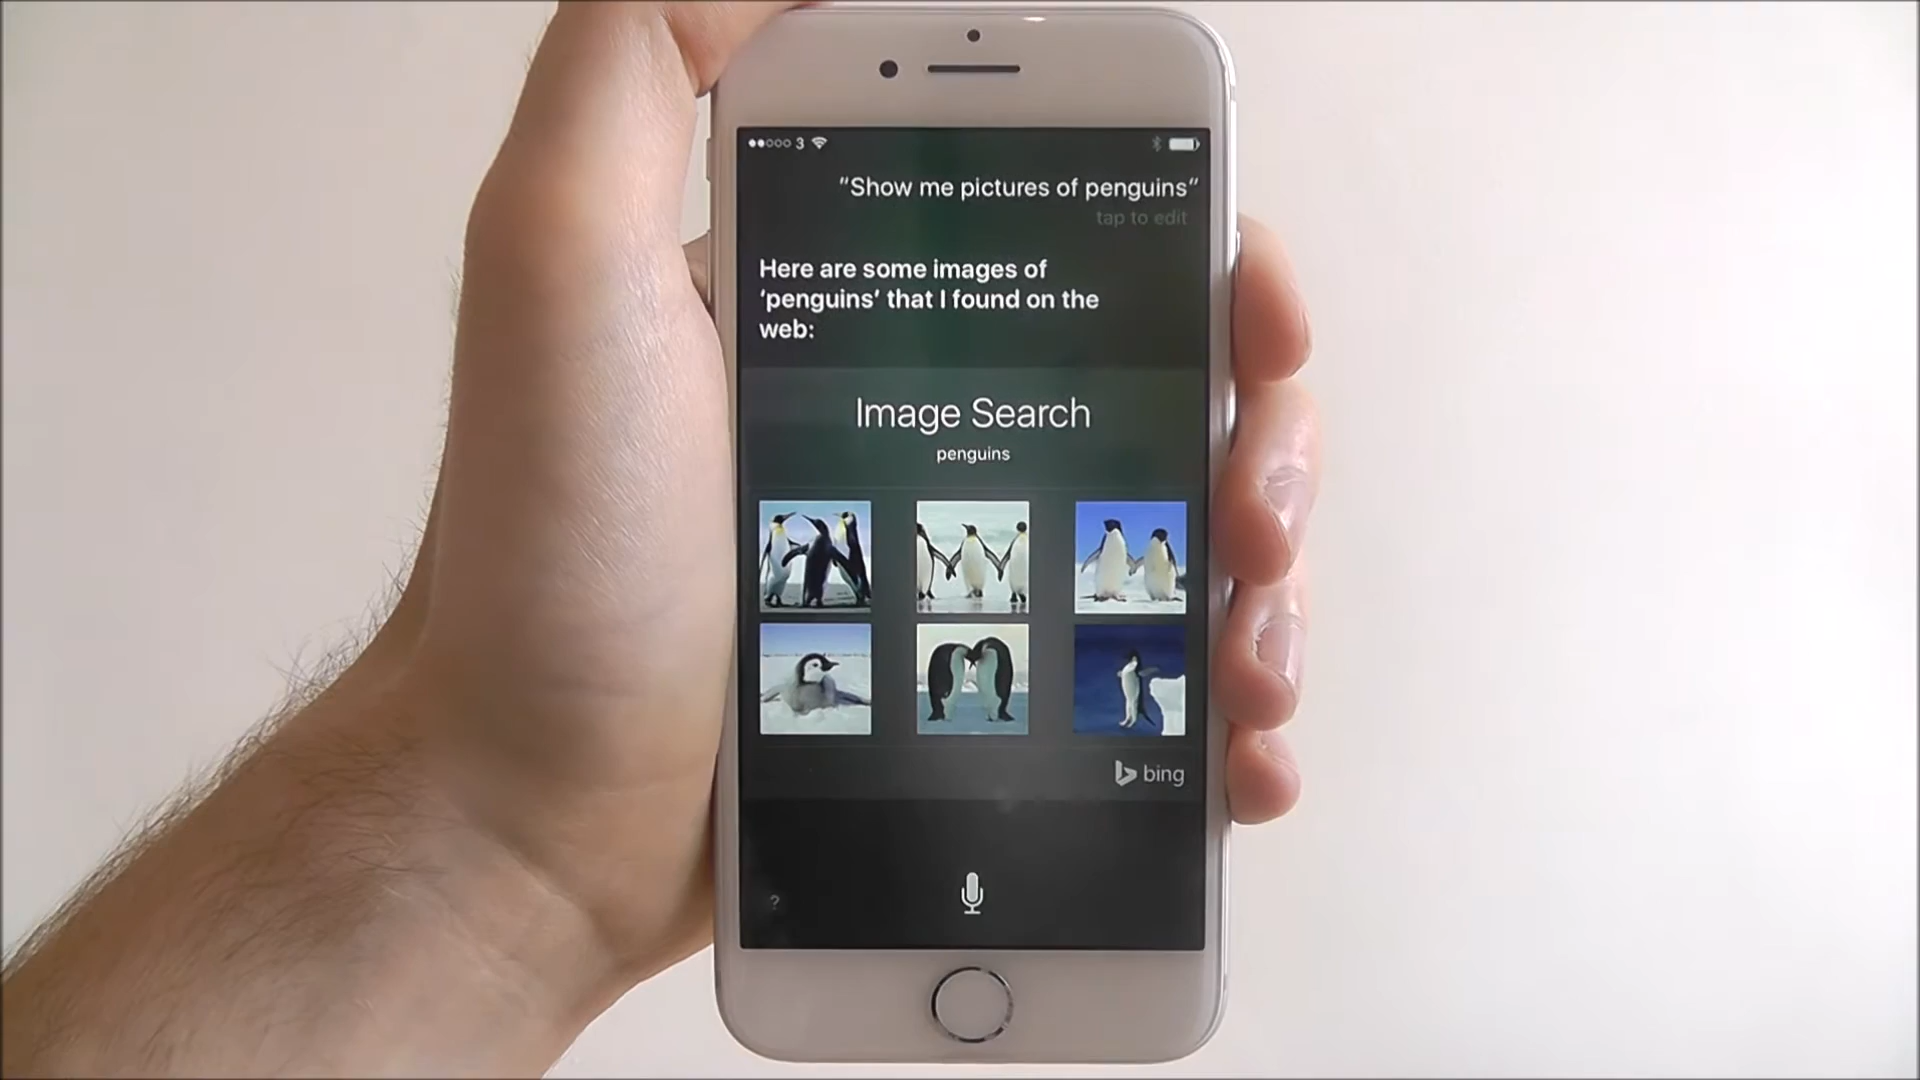 3
“Show me pictures of penguins”
tap to edit
Here are some images of
‘penguins’ that I found on the
web:
Image Search
penguins
bing
?